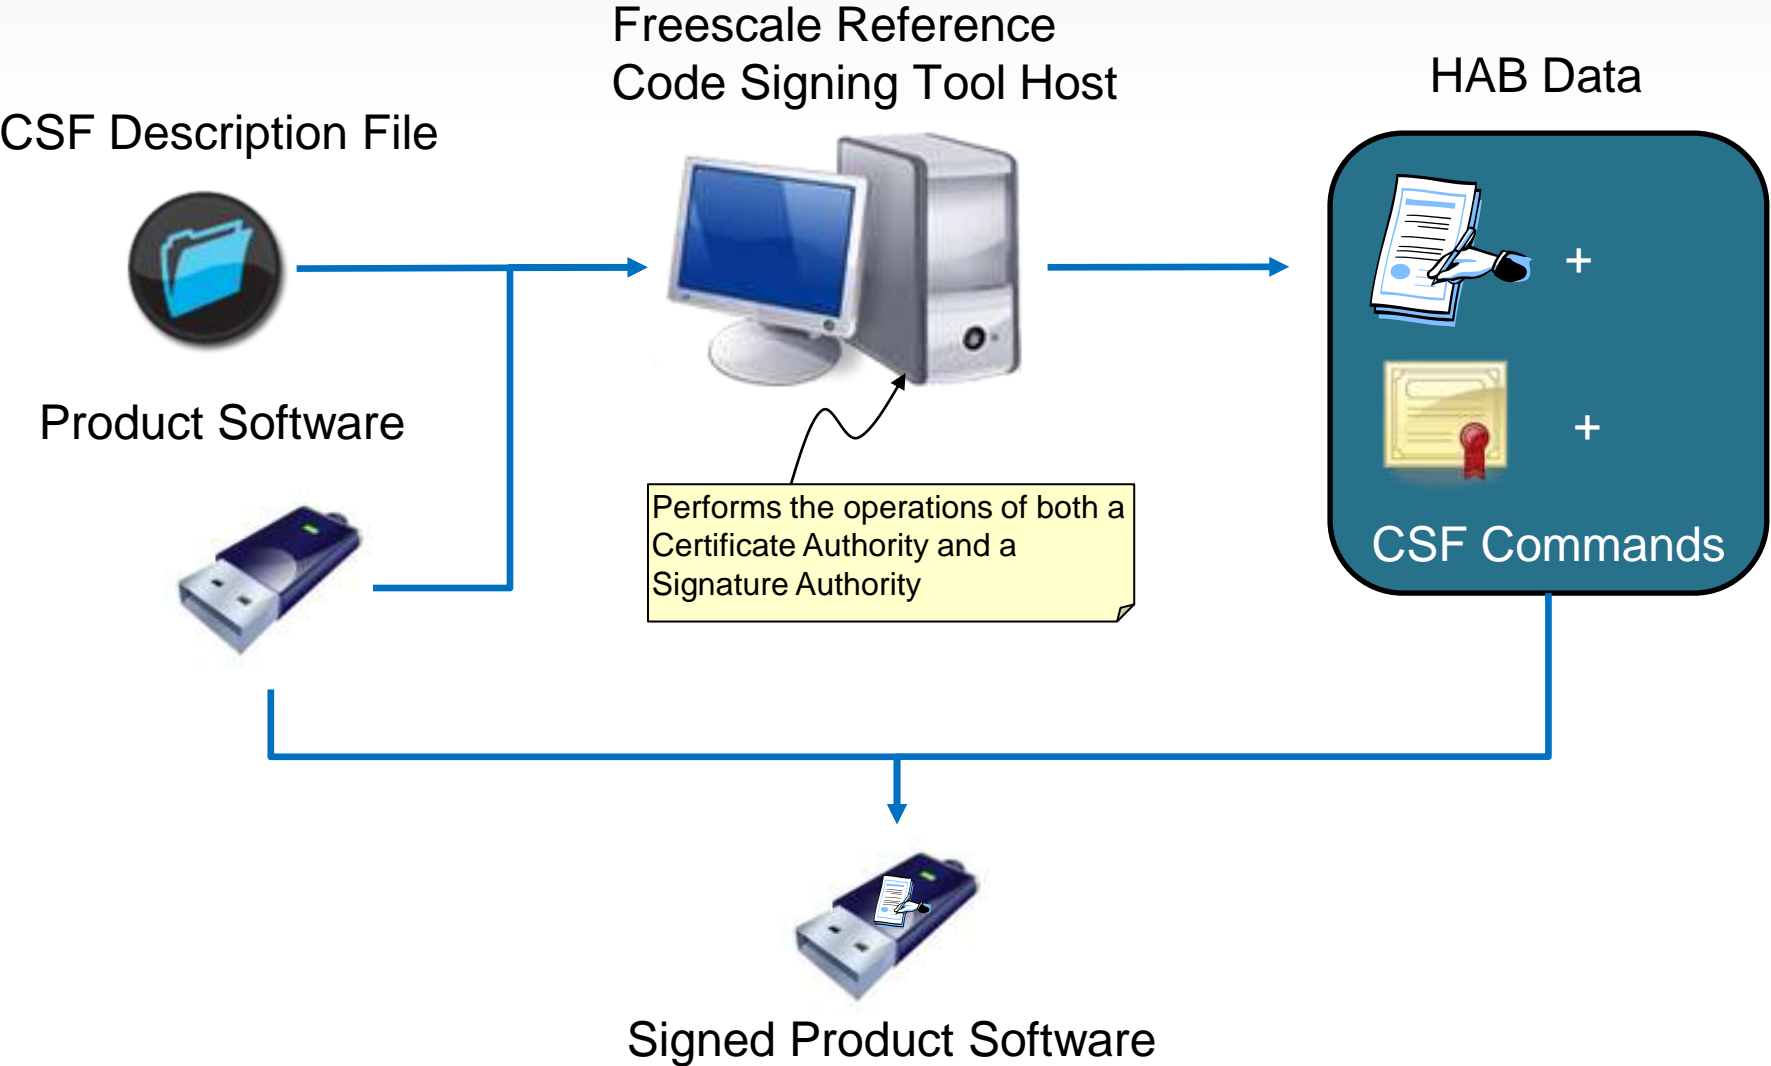 Freescale Reference
Code Signing Tool Host
HAB Data
CSF Description File
+
Product Software
+
Performs the operations of both a
Certificate Authority and a
Signature Authority
CSF Commands
Signed Product Software